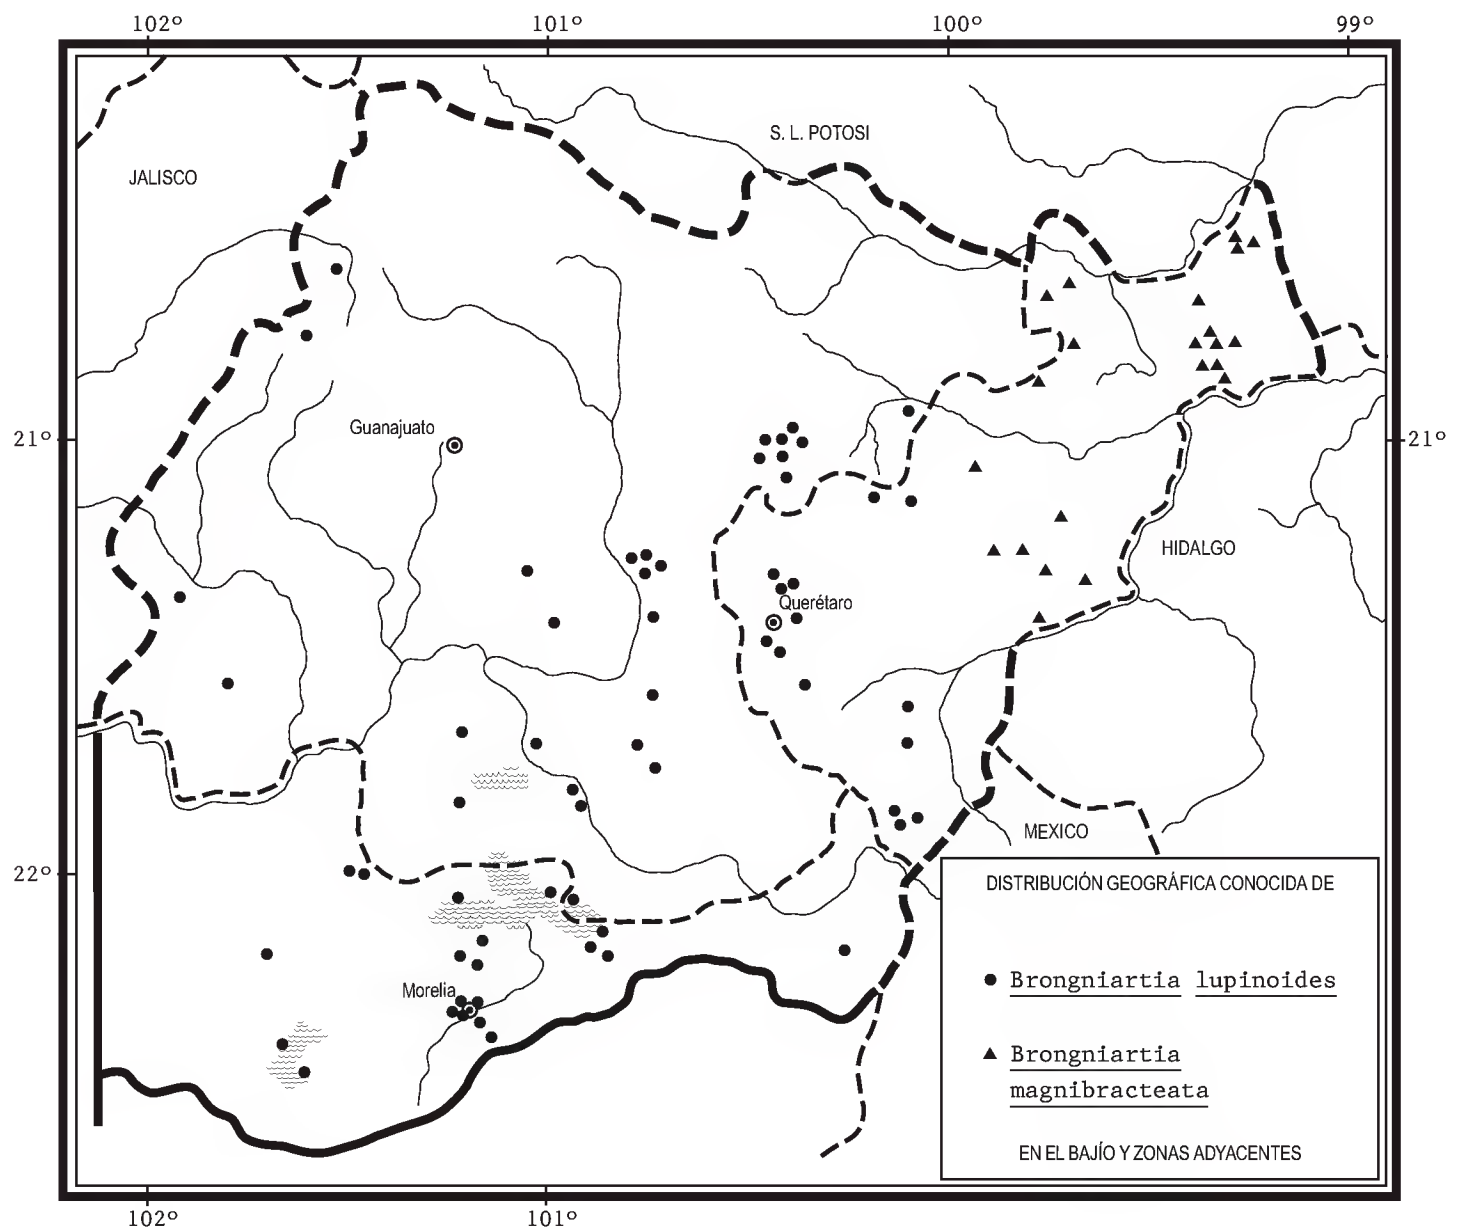 102º 101º 100º 99º
S. L. POTOSI
JALISCO
Guanajuato
21º 21º
HIDALGO
Querétaro
MEXICO
22º
DISTRIBUCIÓN GEOGRÁFICA CONOCIDA DE
Brongniartia lupinoides
Morelia
Brongniartia
magnibracteata
EN EL BAJÍO Y ZONAS ADYACENTES
102º 101º